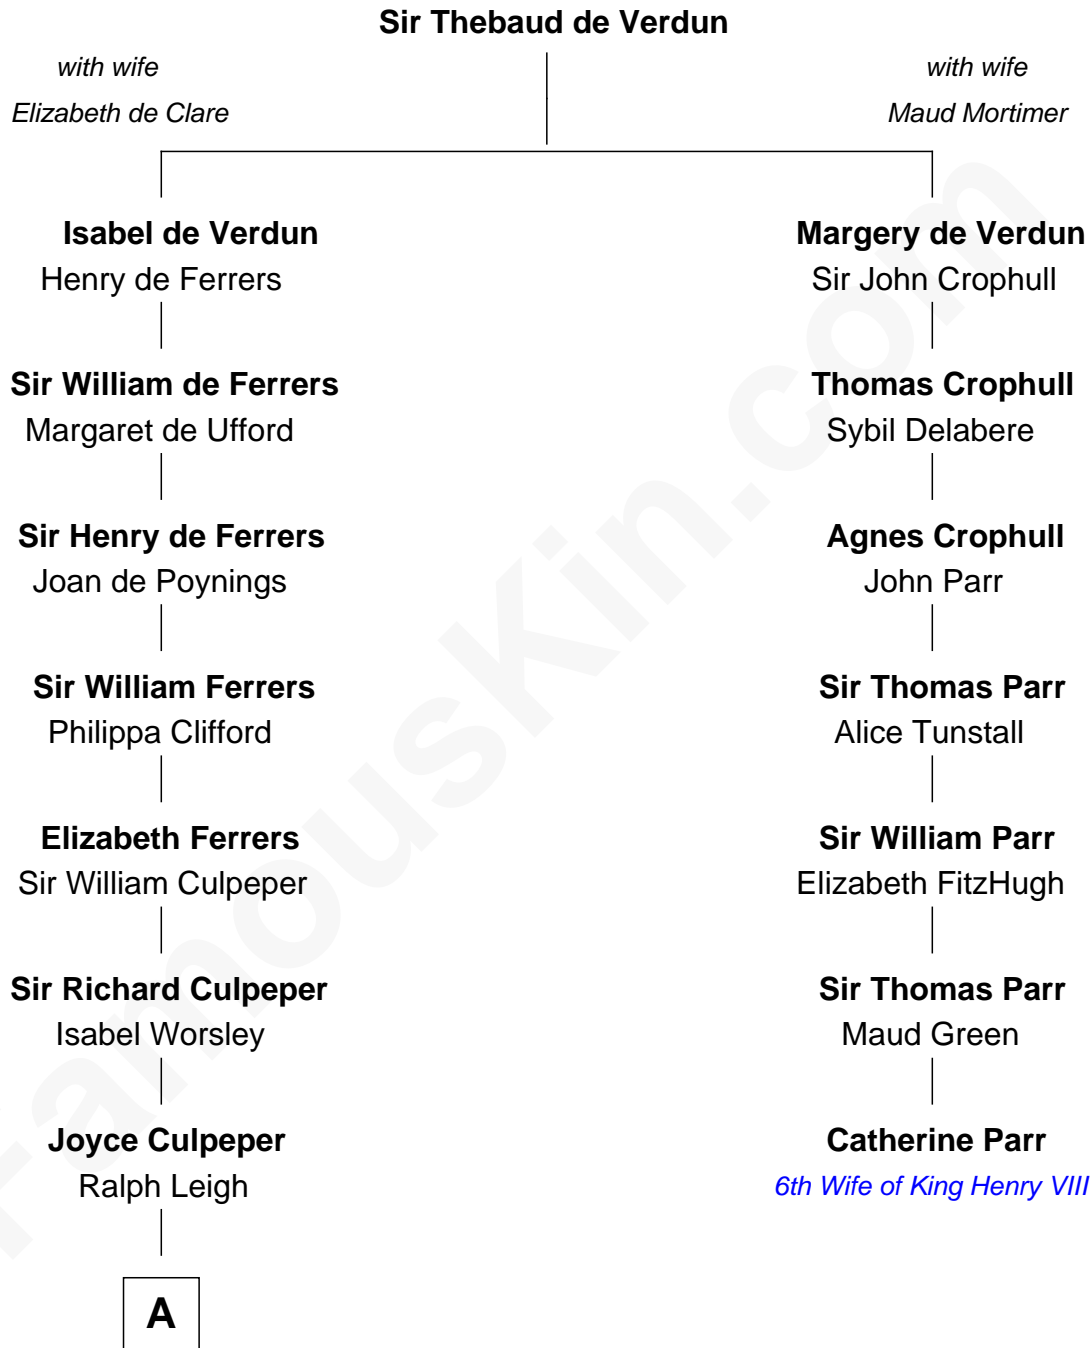 Sir Thebaud de Verdun
with wife
Elizabeth de Clare
with wife
Maud Mortimer
Isabel de Verdun
Henry de Ferrers
Margery de Verdun
Sir John Crophull
Sir William de Ferrers
Margaret de Ufford
Thomas Crophull
Sybil Delabere
Sir Henry de Ferrers
Joan de Poynings
Agnes Crophull
John Parr
Sir William Ferrers
Philippa Clifford
Sir Thomas Parr
Alice Tunstall
Elizabeth Ferrers
Sir William Culpeper
Sir William Parr
Elizabeth FitzHugh
Sir Richard Culpeper
Isabel Worsley
Sir Thomas Parr
Maud Green
Joyce Culpeper
Ralph Leigh
Catherine Parr
6th Wife of King Henry VIII
A
FamousKin.com